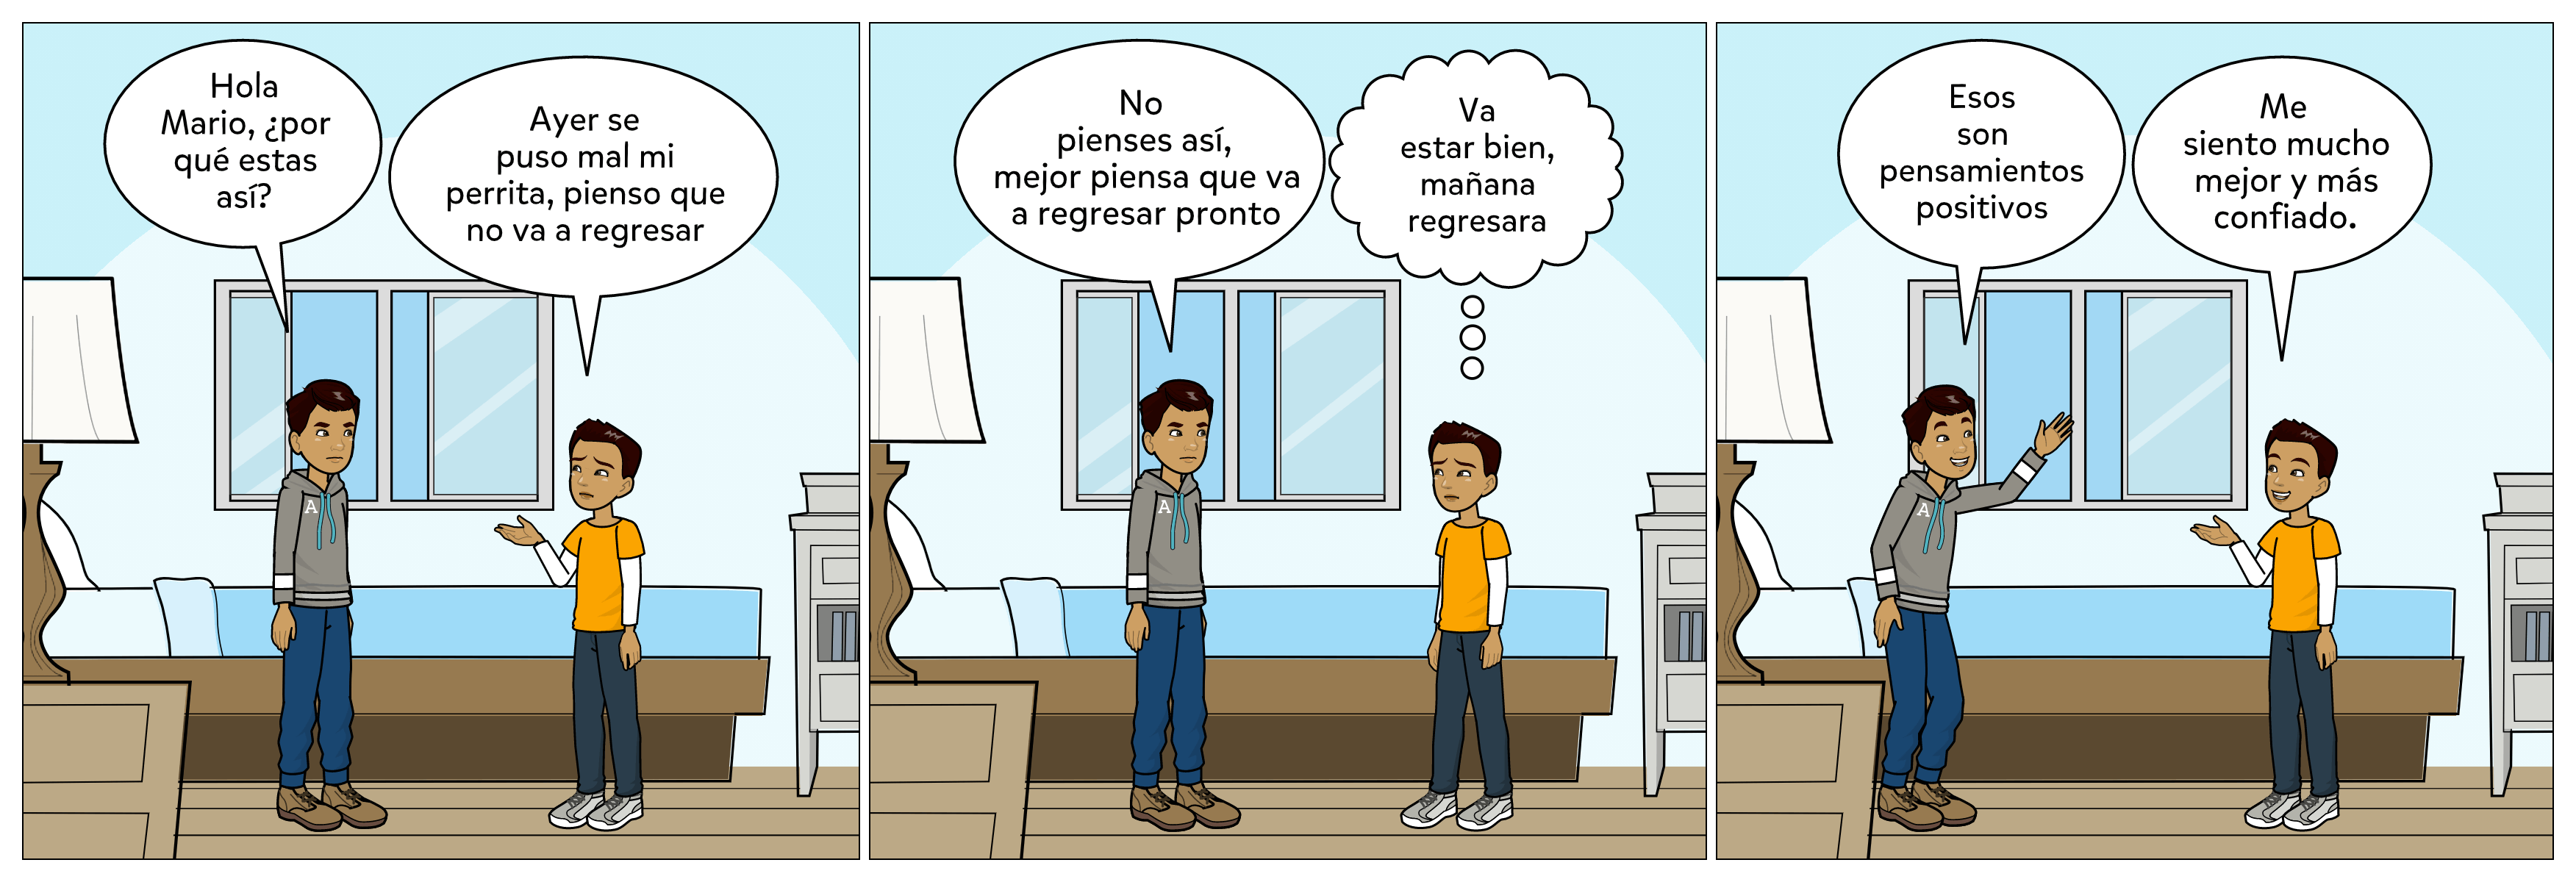 Hola
Mario, ¿por
qué estas
así?
Ayer se
puso mal mi
perrita, pienso que
no va a regresar
A
No
pienses así,
mejor piensa que va
a regresar pronto
Va
estar bien,
mañana
regresara
A
Esos
son
pensamientos
positivos
Me
siento mucho
mejor y más
confiado.
A